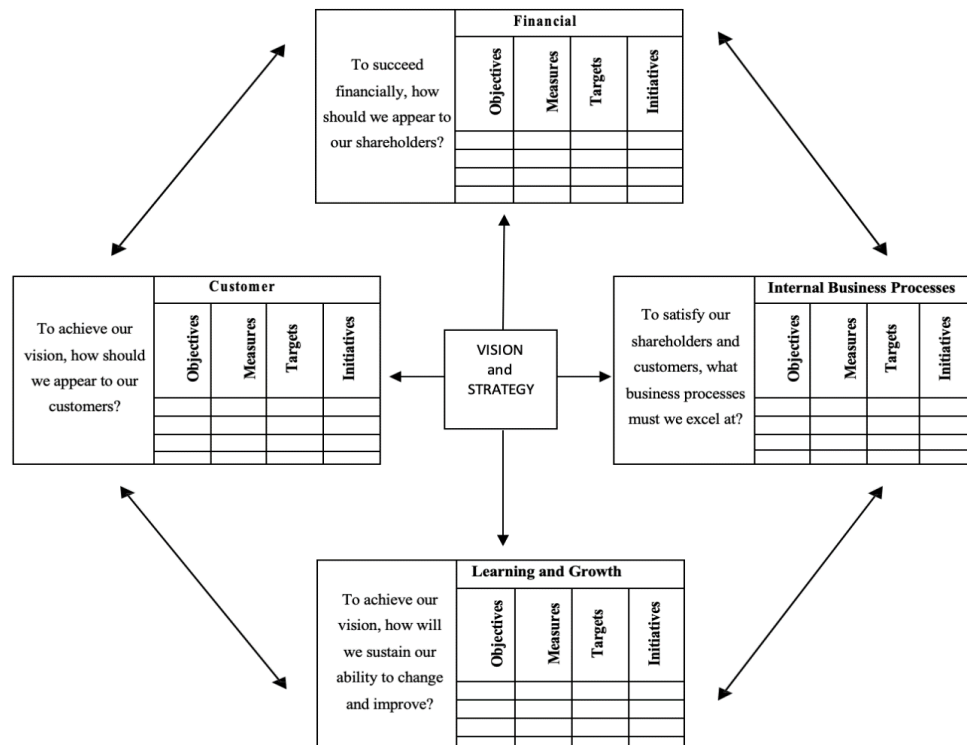 Financial
To succeed
financially, how
should we appear to
our shareholders?
Objectives
Measures
Targets
Initiatives
Customer
To achieve our
vision, how should
we appear to our
customers?
Objectives
Measures
Targets
Initiatives
VISION
and
STRATEGY
Internal Business Processes
To satisfy our
shareholders and
customers, what
business processes
must we excel at?
Objectives
Measures
Targets
Initiatives
Learning and Growth
To achieve our
vision, how will
we sustain our
ability to change
and improve?
Objectives
Measures
Targets
Initiatives